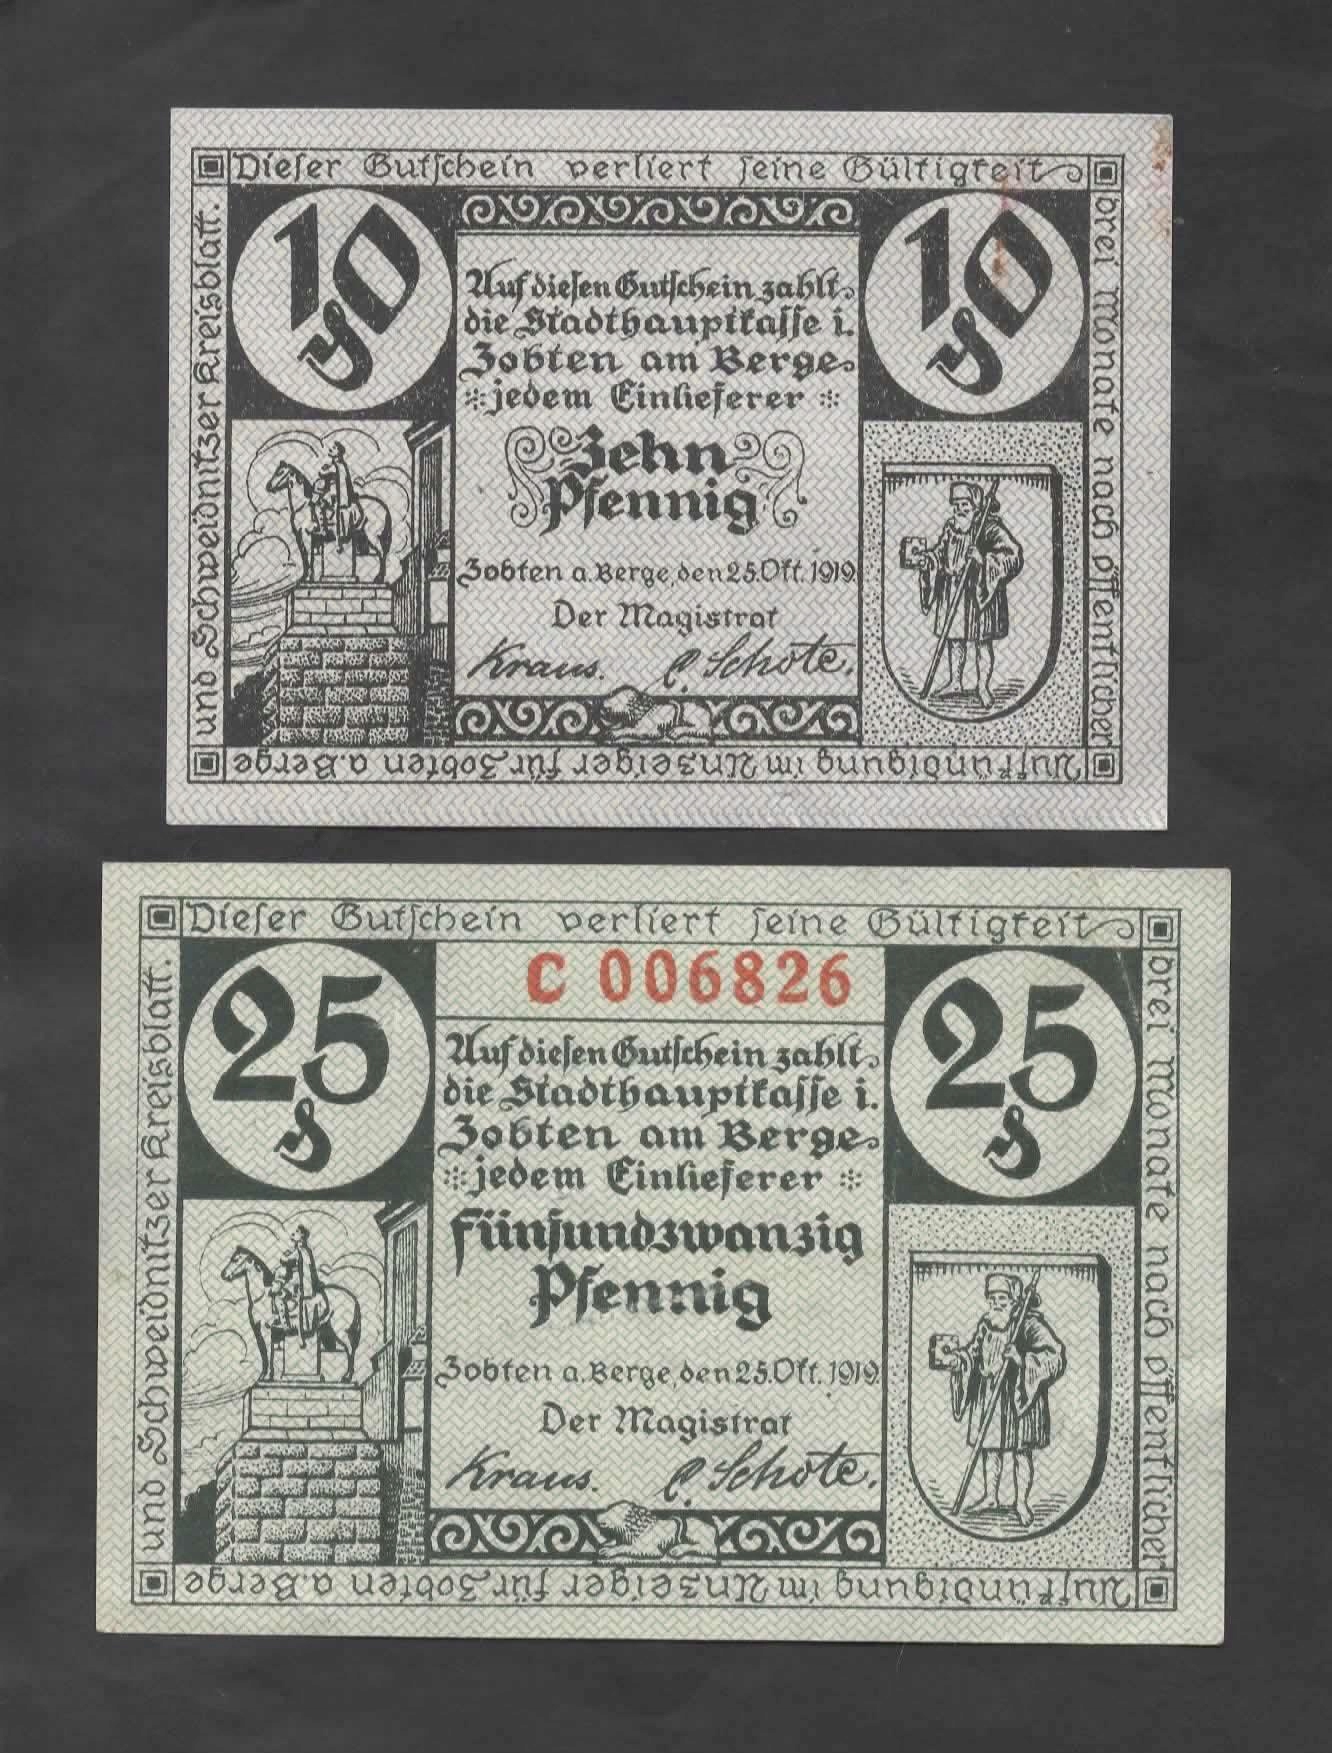 Dieser Gutschein verliert seine Gültigkeit
drei Monate nach öffentlicher
Aufkündigung im Anzeiger für Zobten a. Berge
und Schweidnitzer Kreisblatt.
10
₰
10
₰
Auf diesen Gutschein zahlt
die Stadthauptkasse i.
Zobten am Berge
jedem Einlieferer
Zehn
Pfennig
Zobten a. Berge, den 25. Okt. 1919.
Der Magistrat
Kraus. P. Schote.
Dieser Gutschein verliert seine Gültigkeit
drei Monate nach öffentlicher
Aufkündigung im Anzeiger für Zobten a. Berge
und Schweidnitzer Kreisblatt.
C 006826
25
₰
25
₰
Auf diesen Gutschein zahlt
die Stadthauptkasse i.
Zobten am Berge
jedem Einlieferer
Fünfundzwanzig
Pfennig
Zobten a. Berge, den 25. Okt. 1919.
Der Magistrat
Kraus. P. Schote.